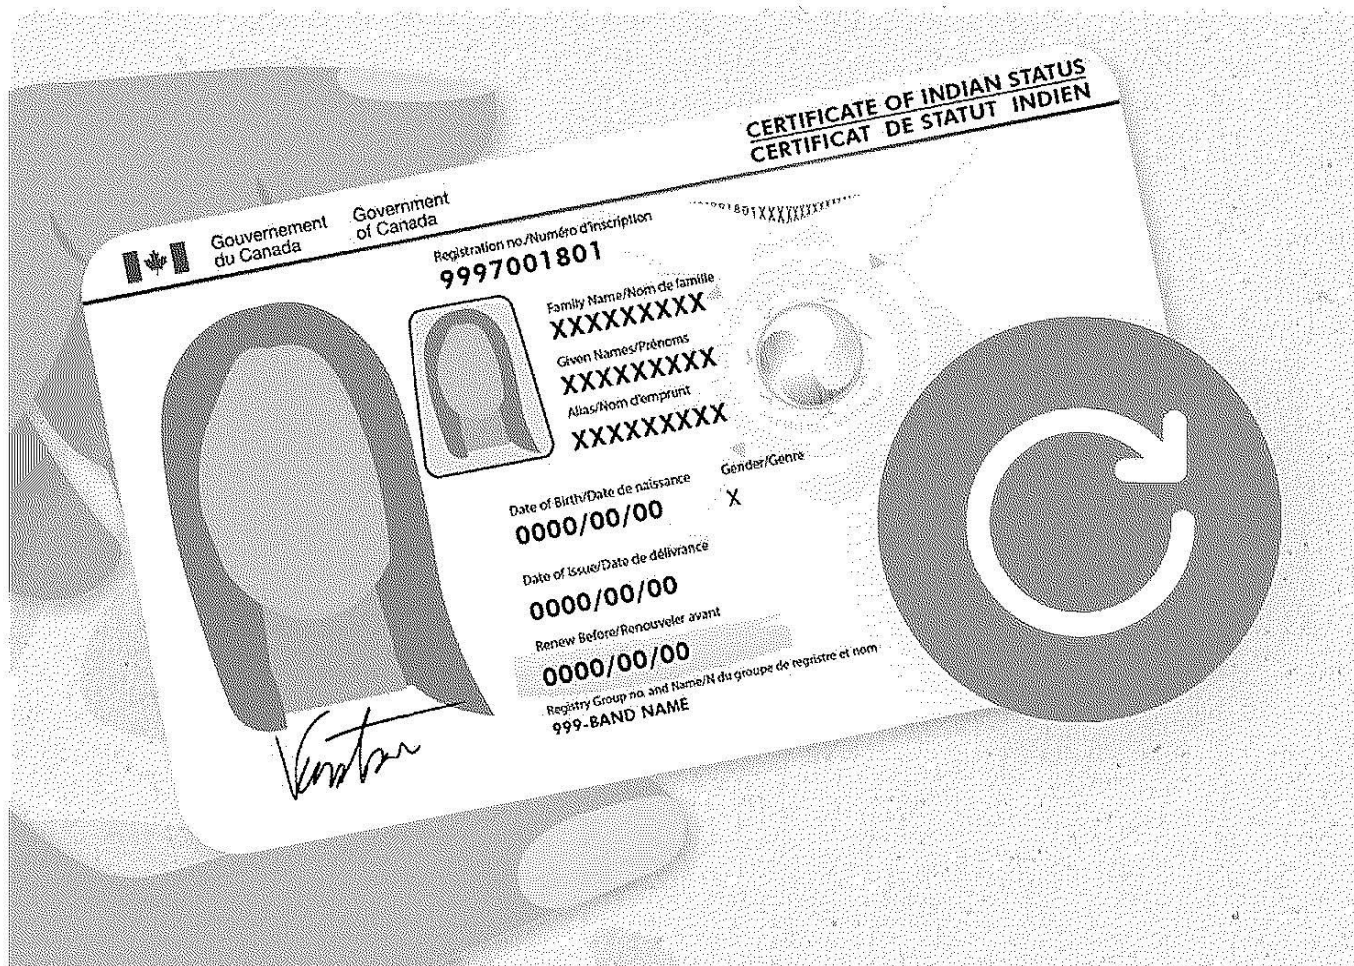 CERTIFICATE OF INDIAN STATUS
CERTIFICAT DE STATUT INDIEN
Gouvernement
du Canada
Government
of Canada
Registration no./Numéro d'inscription
9997001801
Family Name/Nom de famille
XXXXXXXXX
Given Names/Prénoms
XXXXXXXXX
Alias/Nom d'emprunt
XXXXXXXXX
Date of Birth/Date de naissance
0000/00/00
Gender/Genre
X
Date of Issue/Date de délivrance
0000/00/00
Renew Before/Renouveler avant
0000/00/00
Registry Group no. and Name/N du groupe de registre et nom
999-BAND NAME